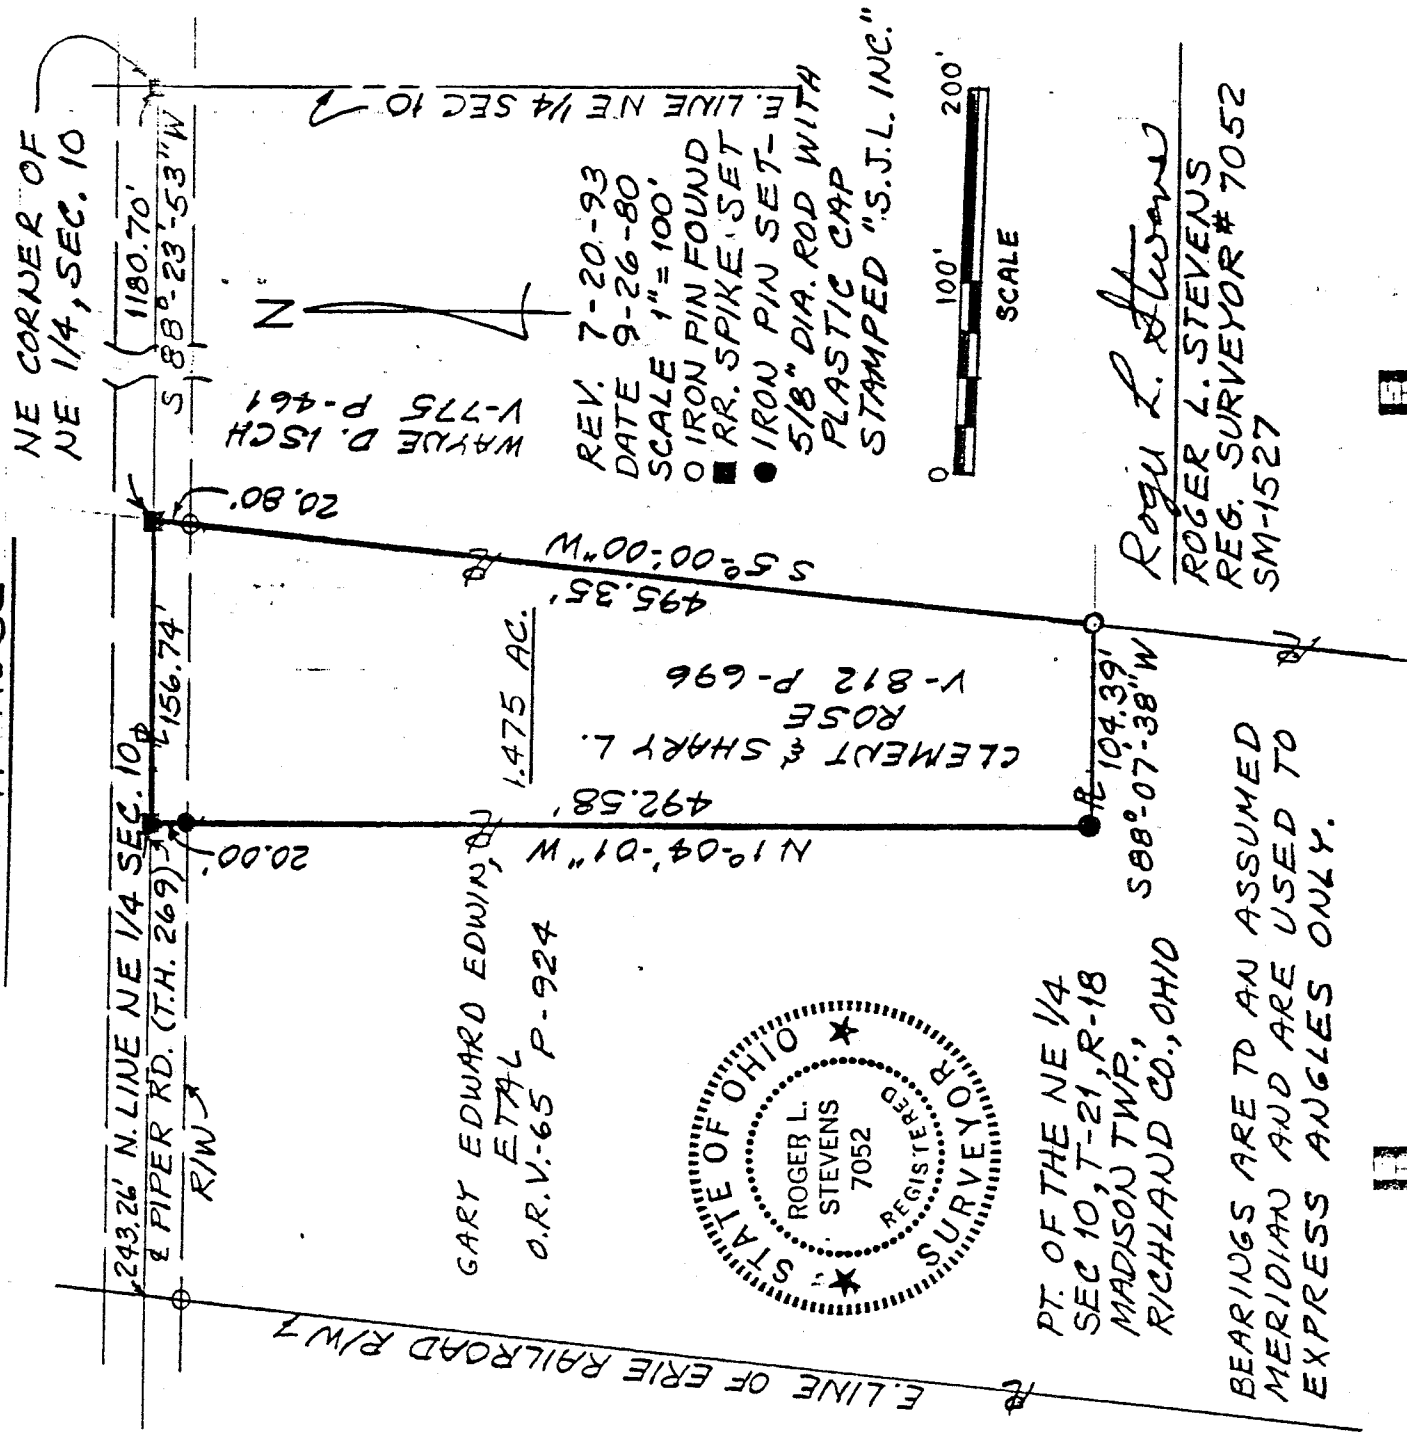 NE CORNER OF
NE 1/4, SEC. 10
1180.70'
S 88°-23'-53" W
E. LINE NE 1/4 SEC 10
N
WAYNE D. ISCH
V-775 P-461
REV. 7-20-93
DATE 9-26-80
SCALE 1"=100'
O IRON PIN FOUND
■ RR. SPIKE SET
● IRON PIN SET-
5/8" DIA. ROD WITH
PLASTIC CAP
STAMPED "S.J.L. INC."
0 100' 200'
SCALE
243.26' N. LINE NE 1/4 SEC. 10
℄ PIPER RD. (T.H. 269)
R/W
156.74'
20.80'
20.00'
S 5°-00'-00" W
495.35'
1.475 AC.
CLEMENT & SHARY L.
ROSE
V-812 P-696
492.58'
N 1°-04'-01" W
104.39'
S 88°-07'-38" W
GARY EDWARD EDWIN,
ETAL
O.R.V.-65 P-924
E. LINE OF ERIE RAILROAD R/W
STATE OF OHIO
ROGER L.
STEVENS
7052
REGISTERED
SURVEYOR
PT. OF THE NE 1/4
SEC 10, T-21, R-18
MADISON TWP.,
RICHLAND CO., OHIO
Roger L. Stevens
ROGER L. STEVENS
REG. SURVEYOR # 7052
SM-1527
BEARINGS ARE TO AN ASSUMED
MERIDIAN AND ARE USED TO
EXPRESS ANGLES ONLY.